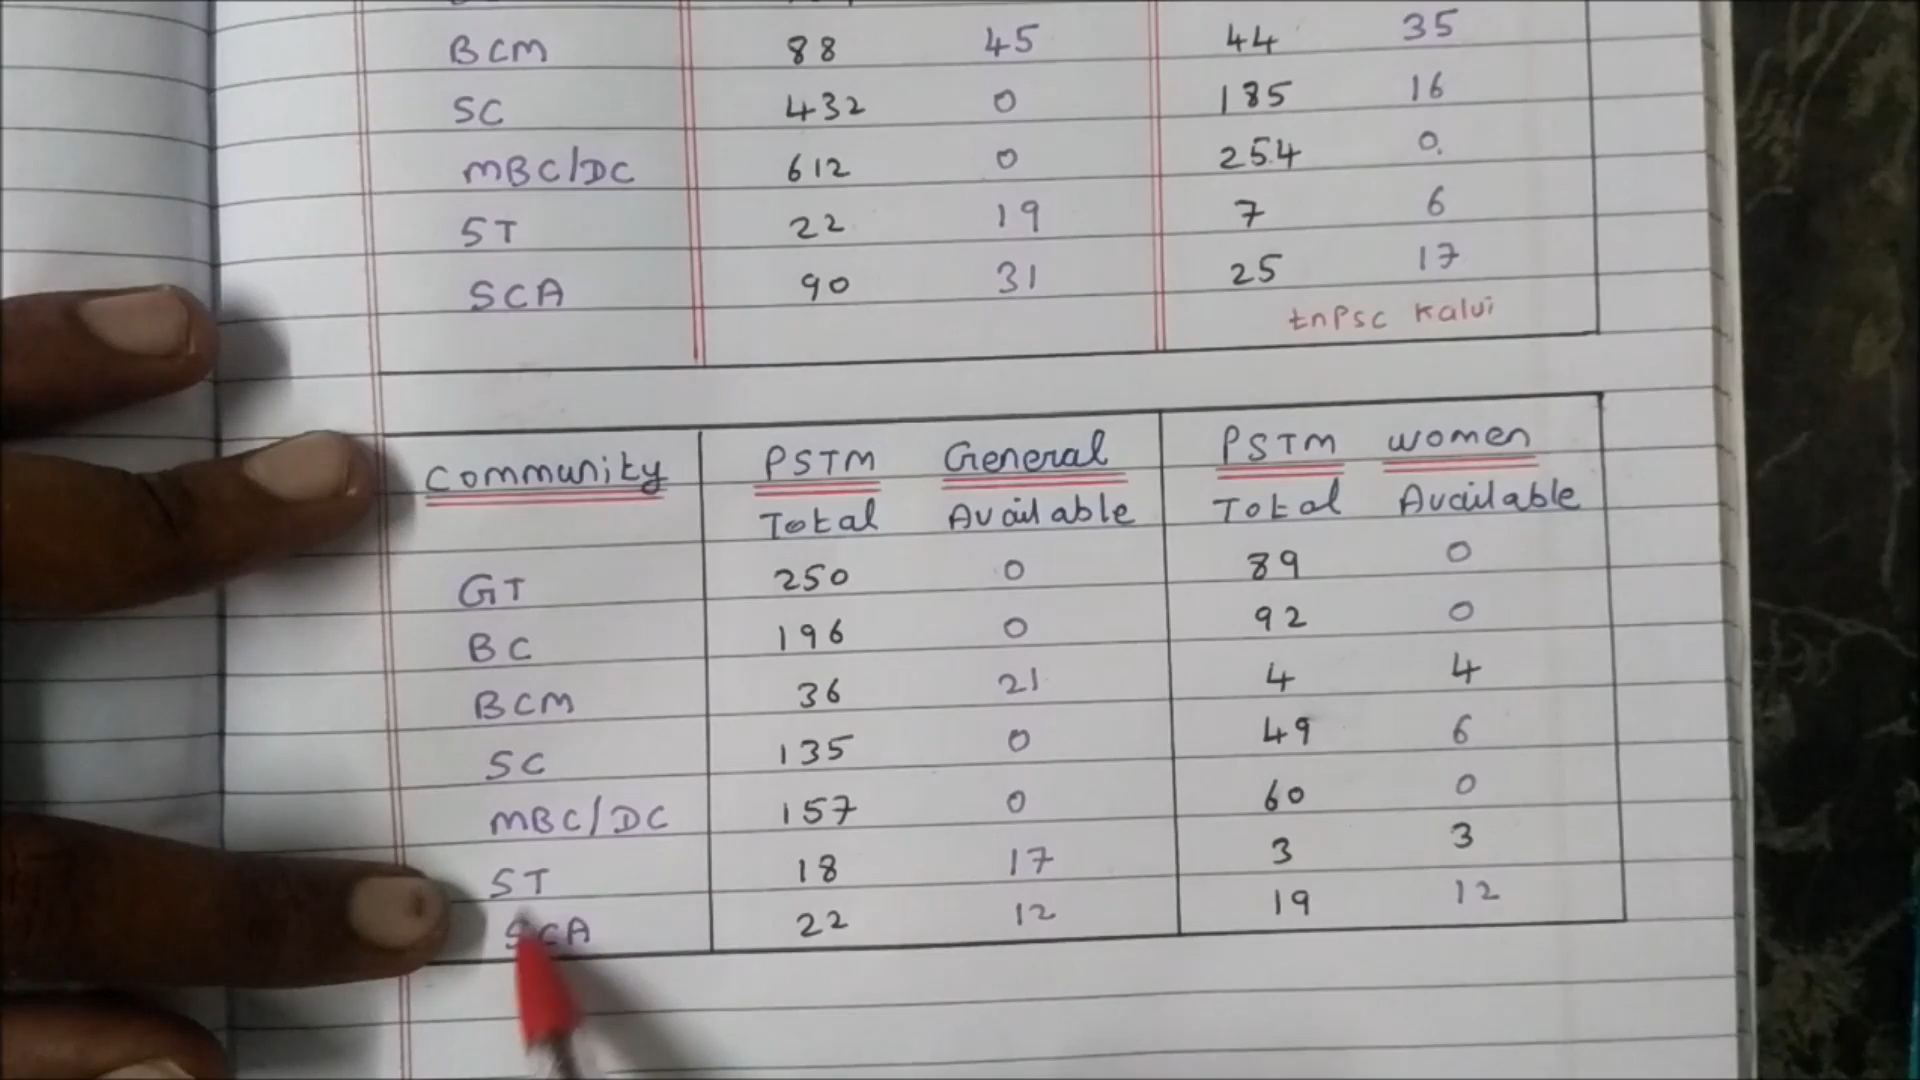 BCM 88 45 44 35
SC 432 0 185 16
MBC/DC 612 0 254 0.
ST 22 19 7 6
SCA 90 31 25 17
tnpsc kalvi
Community PSTM General PSTM women
Total Available Total Available
GT 250 0 89 0
BC 196 0 92 0
BCM 36 21 4 4
SC 135 0 49 6
MBC/DC 157 0 60 0
ST 18 17 3 3
SCA 22 12 19 12